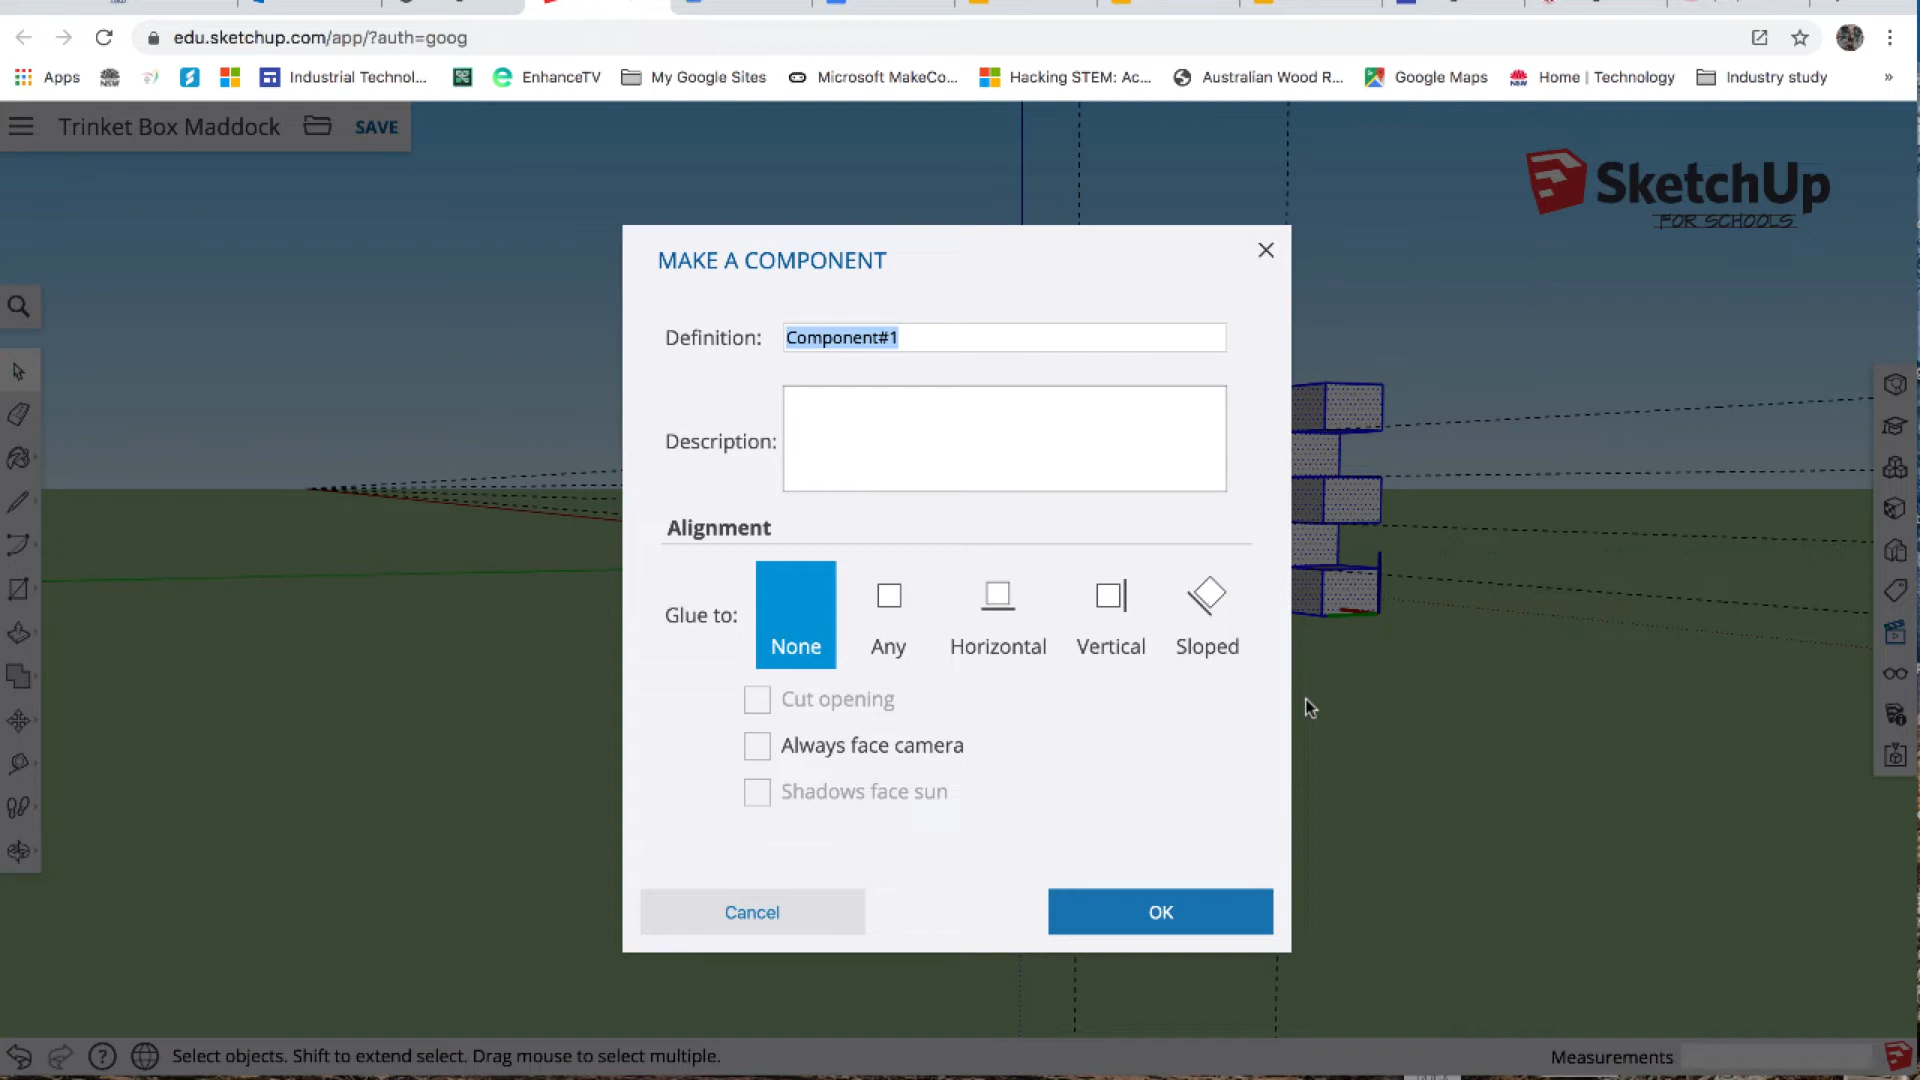 edu.sketchup.com/app/?auth=goog
Apps
Industrial Technol...
EnhanceTV
My Google Sites
Microsoft MakeCo...
Hacking STEM: Ac...
Australian Wood R...
Google Maps
Home | Technology
Industry study
»
Trinket Box Maddock
SAVE
SketchUp
FOR SCHOOLS
MAKE A COMPONENT
Definition: Component#1
Description:
Alignment
Glue to:
None
Any
Horizontal
Vertical
Sloped
Cut opening
Always face camera
Shadows face sun
Cancel
OK
Select objects. Shift to extend select. Drag mouse to select multiple.
Measurements